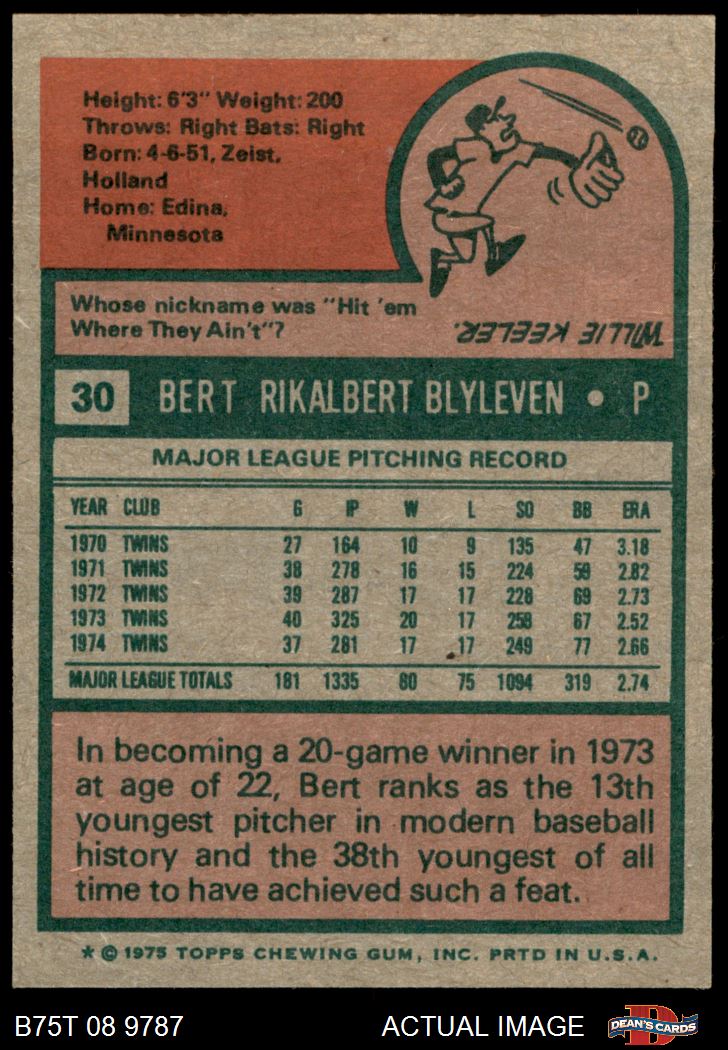 Height: 6'3" Weight: 200
Throws: Right Bats: Right
Born: 4-6-51, Zeist,
Holland
Home: Edina,
Minnesota
Whose nickname was "Hit 'em
Where They Ain't"?
WILLIE KEELER.
30 BERT RIKALBERT BLYLEVEN • P
MAJOR LEAGUE PITCHING RECORD
YEAR CLUB G IP W L SO BB ERA
1970 TWINS 27 164 10 9 135 47 3.18
1971 TWINS 38 278 16 15 224 59 2.82
1972 TWINS 39 287 17 17 228 69 2.73
1973 TWINS 40 325 20 17 258 67 2.52
1974 TWINS 37 281 17 17 249 77 2.66
MAJOR LEAGUE TOTALS 181 1335 80 75 1094 319 2.74
In becoming a 20-game winner in 1973
at age of 22, Bert ranks as the 13th
youngest pitcher in modern baseball
history and the 38th youngest of all
time to have achieved such a feat.
* © 1975 TOPPS CHEWING GUM, INC. PRTD IN U.S.A.
B75T 08 9787 ACTUAL IMAGE DEAN'S CARDS